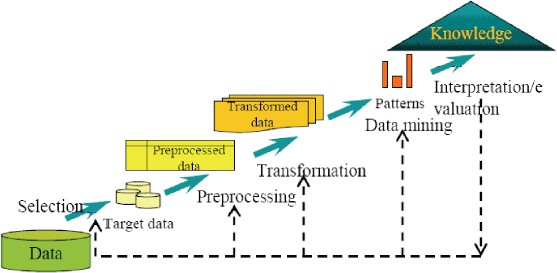 Knowledge
Interpretation/e
valuation
Patterns
Data mining
Transformed
data
Transformation
Preprocessed
data
Preprocessing
Selection
Target data
Data